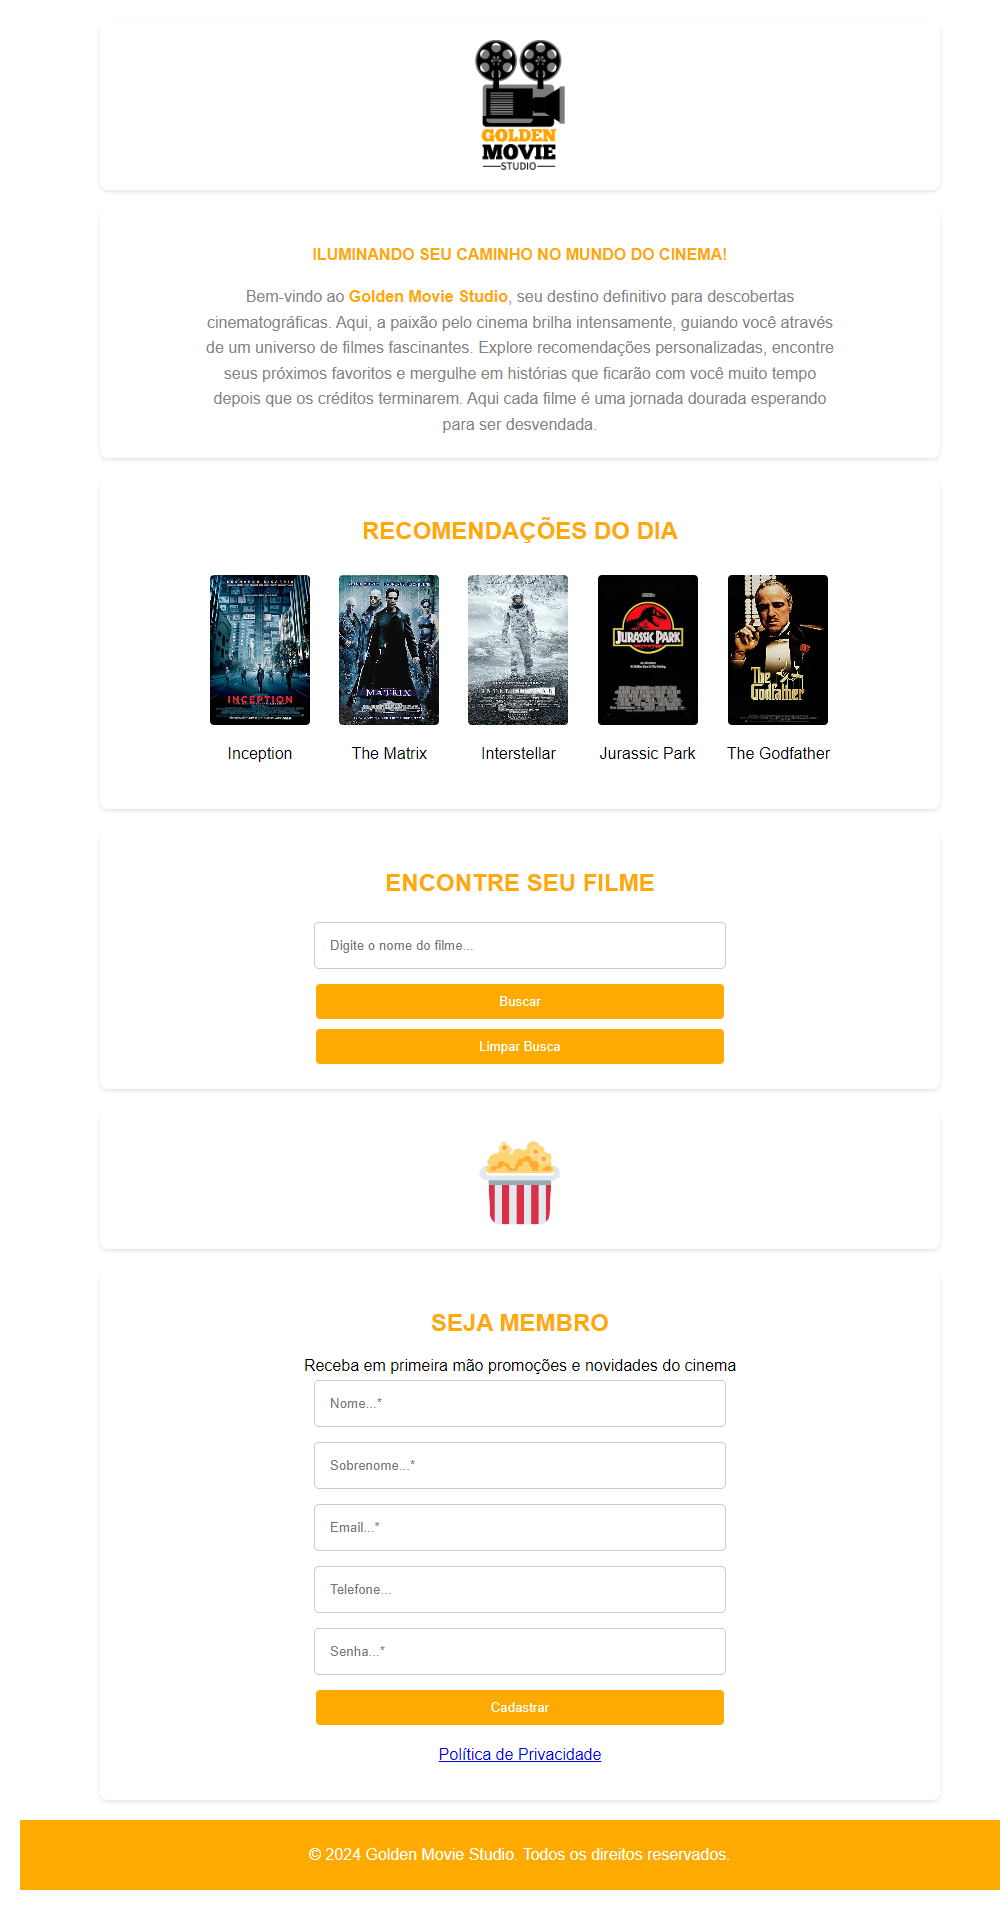 GOLDEN
MOVIE
STUDIO
ILUMINANDO SEU CAMINHO NO MUNDO DO CINEMA!
Bem-vindo ao Golden Movie Studio, seu destino definitivo para descobertas
cinematográficas. Aqui, a paixão pelo cinema brilha intensamente, guiando você através
de um universo de filmes fascinantes. Explore recomendações personalizadas, encontre
seus próximos favoritos e mergulhe em histórias que ficarão com você muito tempo
depois que os créditos terminarem. Aqui cada filme é uma jornada dourada esperando
para ser desvendada.
RECOMENDAÇÕES DO DIA
INCEPTION
MATRIX
INTERSTELLAR
JURASSIC PARK
The
Godfather
Inception
The Matrix
Interstellar
Jurassic Park
The Godfather
ENCONTRE SEU FILME
Digite o nome do filme...
Buscar
Limpar Busca
SEJA MEMBRO
Receba em primeira mão promoções e novidades do cinema
Nome...*
Sobrenome...*
Email...*
Telefone...
Senha...*
Cadastrar
Política de Privacidade
© 2024 Golden Movie Studio. Todos os direitos reservados.